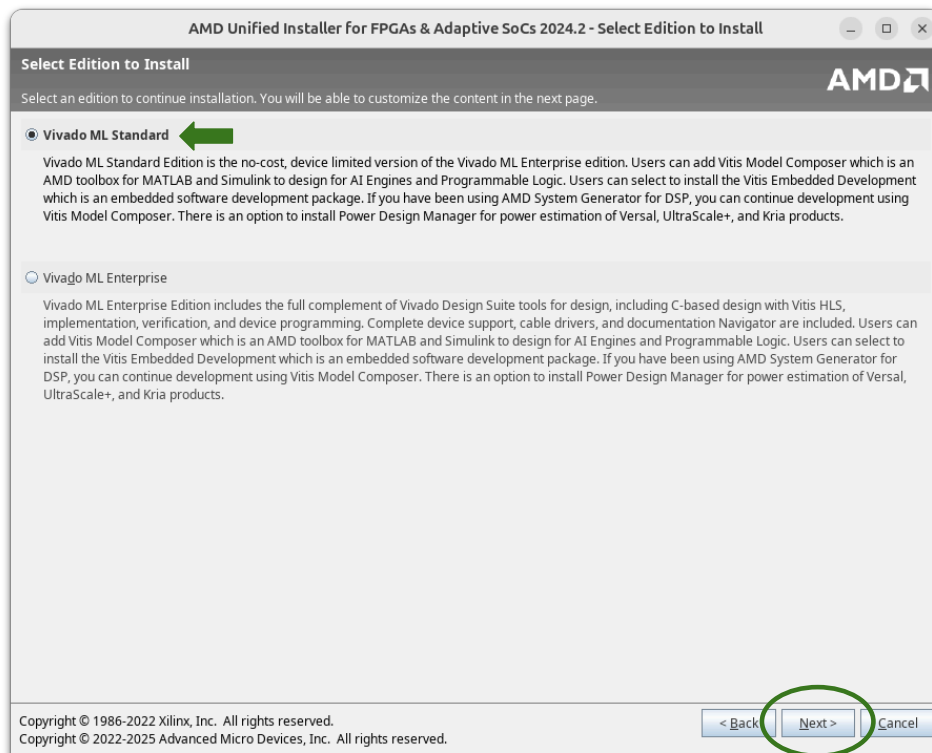 AMD Unified Installer for FPGAs & Adaptive SoCs 2024.2 - Select Edition to Install
Select Edition to Install
AMD
Select an edition to continue installation. You will be able to customize the content in the next page.
Vivado ML Standard
Vivado ML Standard Edition is the no-cost, device limited version of the Vivado ML Enterprise edition. Users can add Vitis Model Composer which is an
AMD toolbox for MATLAB and Simulink to design for AI Engines and Programmable Logic. Users can select to install the Vitis Embedded Development
which is an embedded software development package. If you have been using AMD System Generator for DSP, you can continue development using
Vitis Model Composer. There is an option to install Power Design Manager for power estimation of Versal, UltraScale+, and Kria products.
Vivado ML Enterprise
Vivado ML Enterprise Edition includes the full complement of Vivado Design Suite tools for design, including C-based design with Vitis HLS,
implementation, verification, and device programming. Complete device support, cable drivers, and documentation Navigator are included. Users can
add Vitis Model Composer which is an AMD toolbox for MATLAB and Simulink to design for AI Engines and Programmable Logic. Users can select to
install the Vitis Embedded Development which is an embedded software development package. If you have been using AMD System Generator for
DSP, you can continue development using Vitis Model Composer. There is an option to install Power Design Manager for power estimation of Versal,
UltraScale+, and Kria products.
Copyright © 1986-2022 Xilinx, Inc. All rights reserved.
Copyright © 2022-2025 Advanced Micro Devices, Inc. All rights reserved.
< Back Next > Cancel